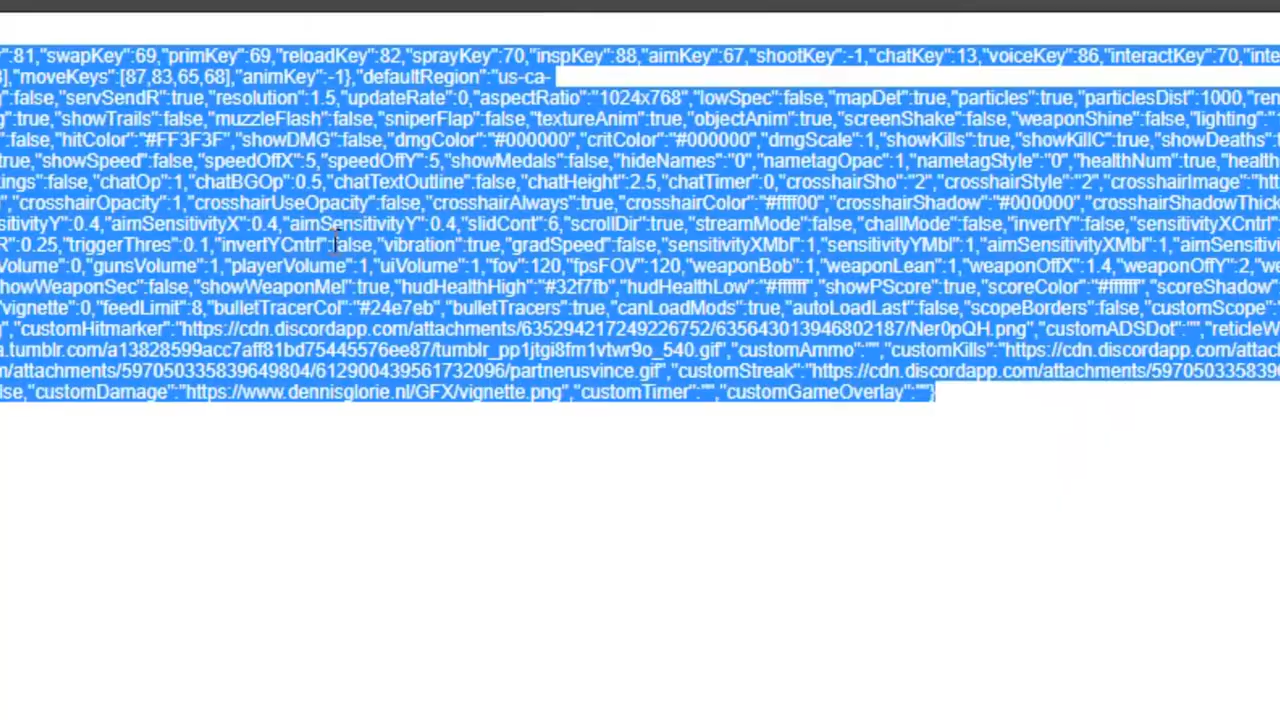 ":81,"swapKey":69,"primKey":69,"reloadKey":82,"sprayKey":70,"inspKey":88,"aimKey":67,"shootKey":-1,"chatKey":13,"voiceKey":86,"interactKey":70,"inte
],"moveKeys":[87,83,65,68],"animKey":-1},"defaultRegion":"us-ca-
":false,"servSendR":true,"resolution":1.5,"updateRate":0,"aspectRatio":"1024x768","lowSpec":false,"mapDet":true,"particles":true,"particlesDist":1000,"ren
g":true,"showTrails":false,"muzzleFlash":false,"sniperFlap":false,"textureAnim":true,"objectAnim":true,"screenShake":false,"weaponShine":false,"lighting":
":false,"hitColor":"#FF3F3F","showDMG":false,"dmgColor":"#000000","critColor":"#000000","dmgScale":1,"showKills":true,"showKillC":true,"showDeaths":t
true,"showSpeed":false,"speedOffX":5,"speedOffY":5,"showMedals":false,"hideNames":"0","nametagOpac":1,"nametagStyle":"0","healthNum":true,"health
ings":false,"chatOp":1,"chatBGOp":0.5,"chatTextOutline":false,"chatHeight":2.5,"chatTimer":0,"crosshairSho":"2","crosshairStyle":"2","crosshairImage":"htt
","crosshairOpacity":1,"crosshairUseOpacity":false,"crosshairAlways":true,"crosshairColor":"#ffff00","crosshairShadow":"#000000","crosshairShadowThick
sitivityY":0.4,"aimSensitivityX":0.4,"aimSensitivityY":0.4,"slidCont":6,"scrollDir":true,"streamMode":false,"challMode":false,"invertY":false,"sensitivityXCntrl"
R":0.25,"triggerThres":0.1,"invertYCntrl":false,"vibration":true,"gradSpeed":false,"sensitivityXMbl":1,"sensitivityYMbl":1,"aimSensitivityXMbl":1,"aimSensitivi
Volume":0,"gunsVolume":1,"playerVolume":1,"uiVolume":1,"fov":120,"fpsFOV":120,"weaponBob":1,"weaponLean":1,"weaponOffX":1.4,"weaponOffY":2,"we
howWeaponSec":false,"showWeaponMel":true,"hudHealthHigh":"#32f7fb","hudHealthLow":"#ffffff","showPScore":true,"scoreColor":"#ffffff","scoreShadow"
"vignette":0,"feedLimit":8,"bulletTracerCol":"#24e7eb","bulletTracers":true,"canLoadMods":true,"autoLoadLast":false,"scopeBorders":false,"customScope":
","customHitmarker":"https://cdn.discordapp.com/attachments/635294217249226752/635643013946802187/Ner0pQH.png","customADSDot":"","reticleW
a.tumblr.com/a13828599acc7aff81bd75445576ee87/tumblr_pp1jtgi8fm1vtwr9o_540.gif","customAmmo":"","customKills":"https://cdn.discordapp.com/attach
m/attachments/597050335839649804/612900439561732096/partnerusvince.gif","customStreak":"https://cdn.discordapp.com/attachments/5970503358396
lse,"customDamage":"https://www.dennisglorie.nl/GFX/vignette.png","customTimer":"","customGameOverlay":""}